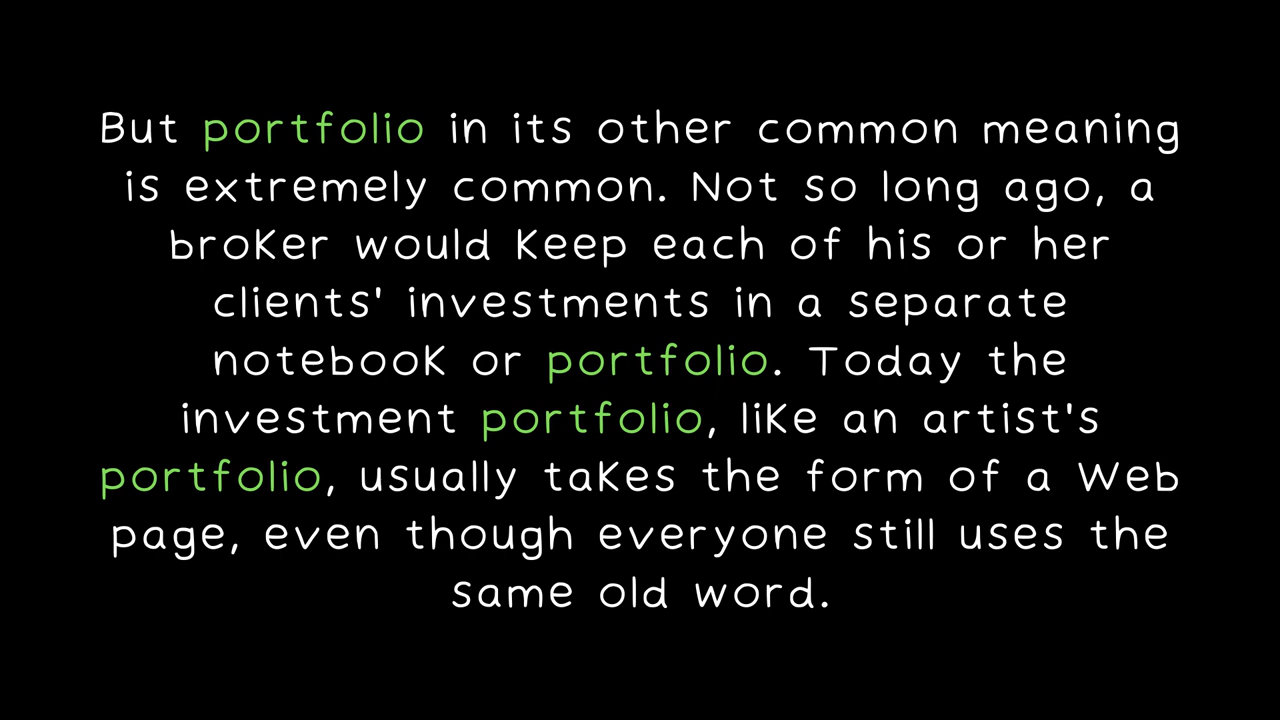 But portfolio in its other common meaning
is extremely common. Not so long ago, a
broker would keep each of his or her
clients' investments in a separate
notebook or portfolio. Today the
investment portfolio, like an artist's
portfolio, usually takes the form of a Web
page, even though everyone still uses the
same old word.